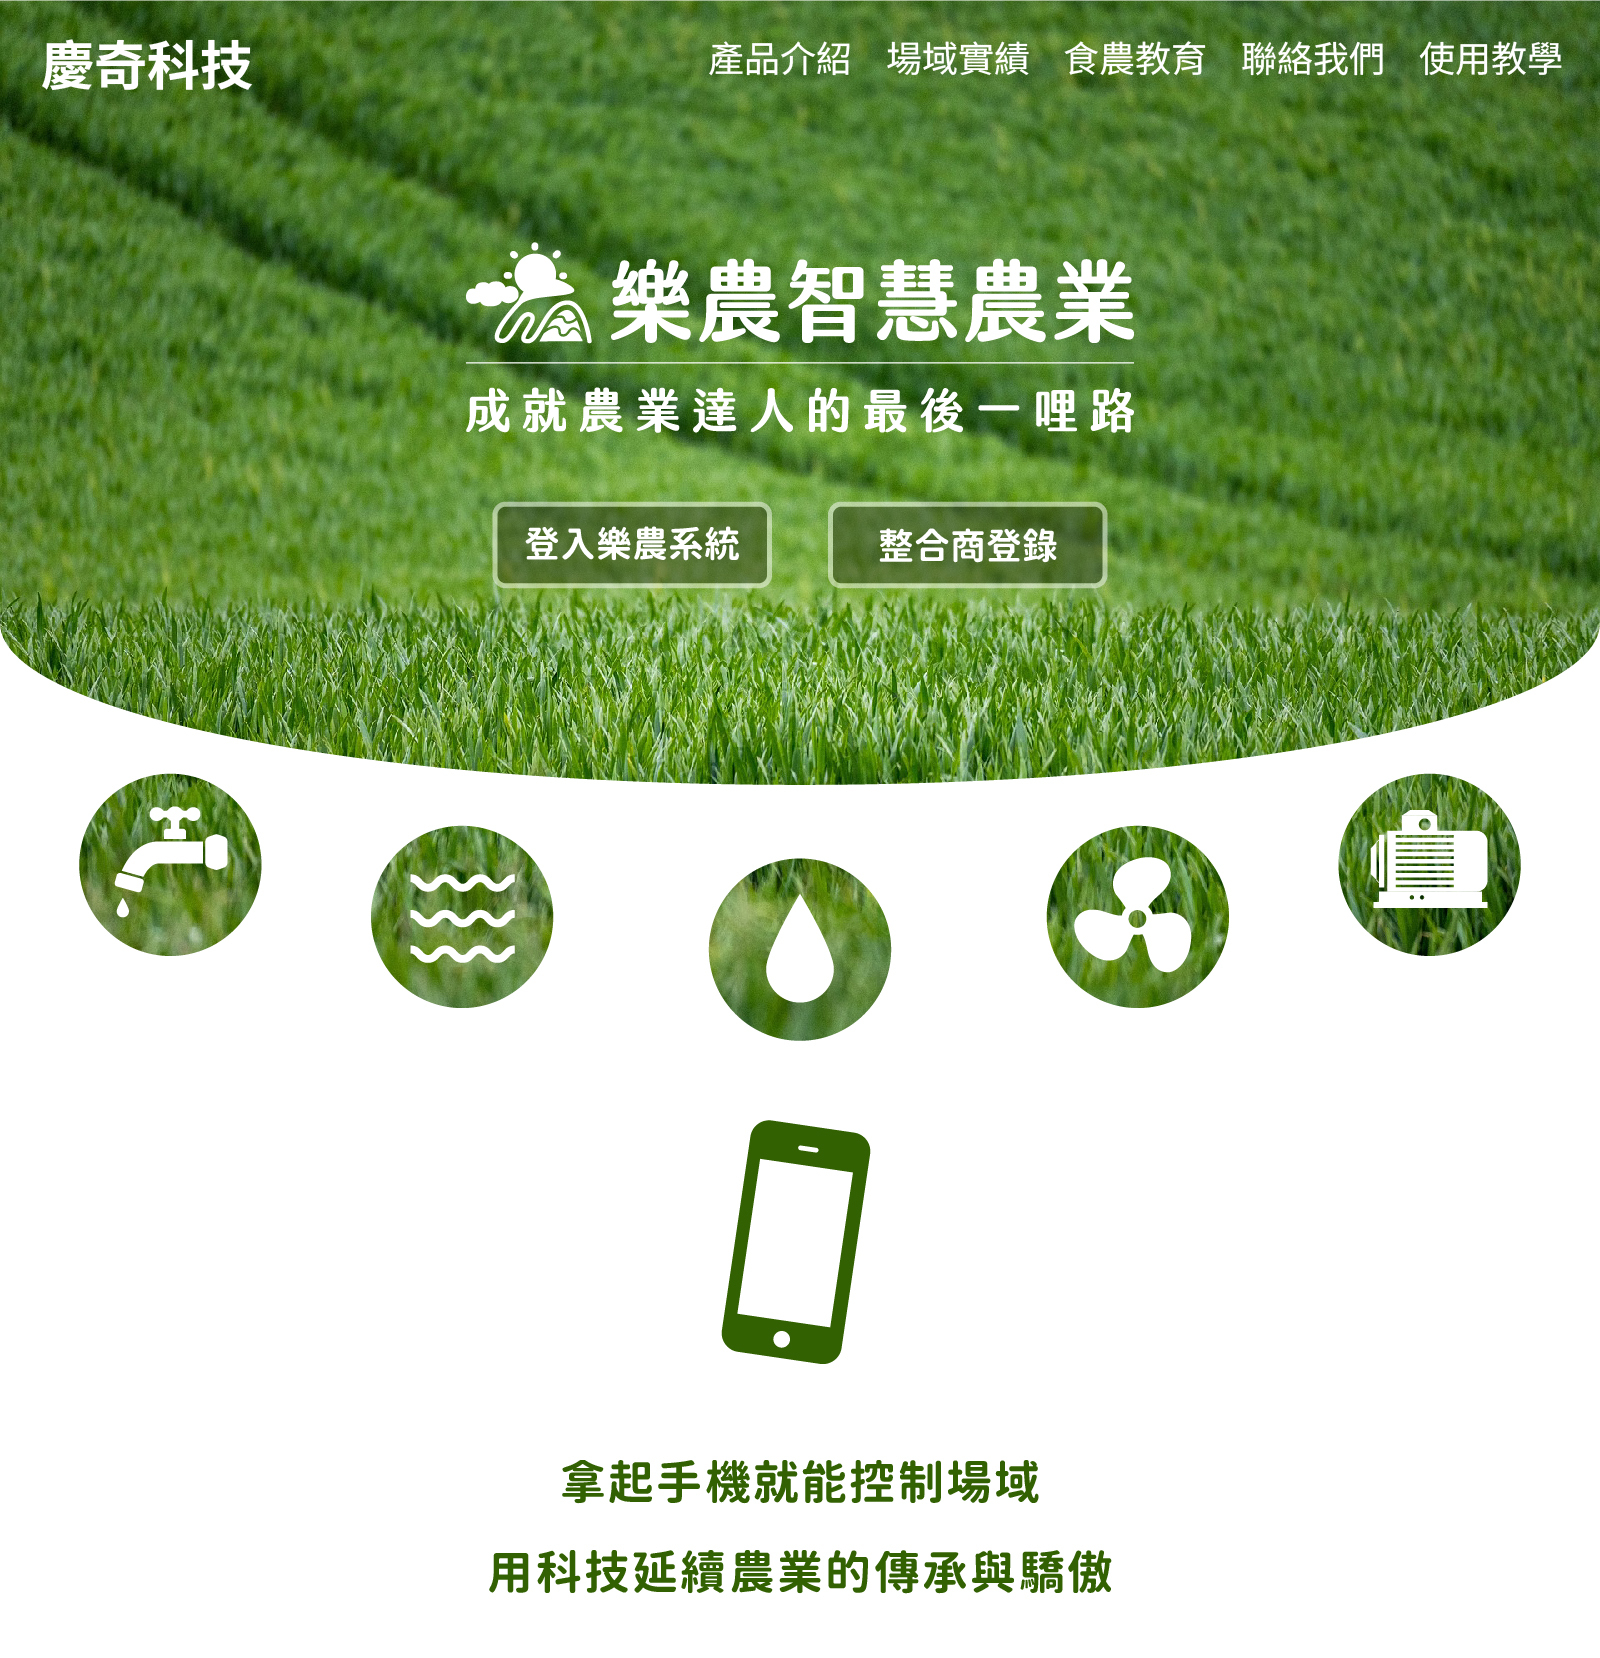 慶奇科技
產品介紹 場域實績 食農教育 聯絡我們 使用教學
樂農智慧農業
成就農業達人的最後一哩路
登入樂農系統
整合商登錄
拿起手機就能控制場域
用科技延續農業的傳承與驕傲